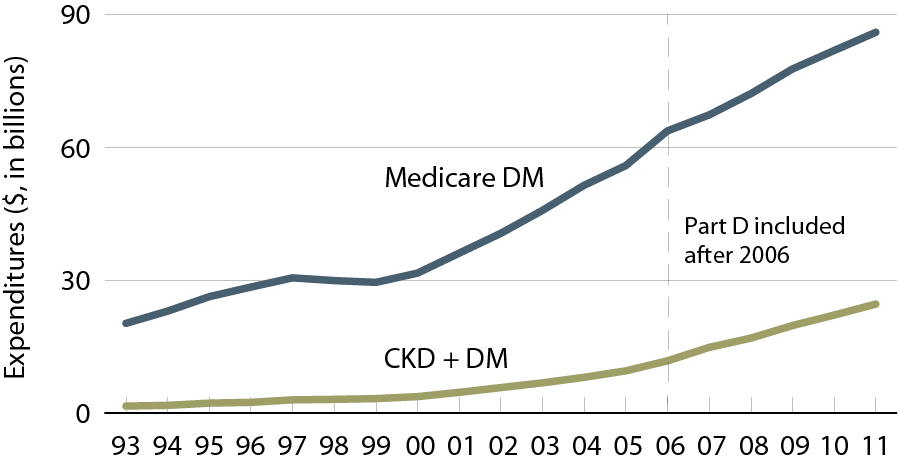 Expenditures ($, in billions)
90
60
30
0
Medicare DM
Part D included
after 2006
CKD + DM
93 94 95 96 97 98 99 00 01 02 03 04 05 06 07 08 09 10 11